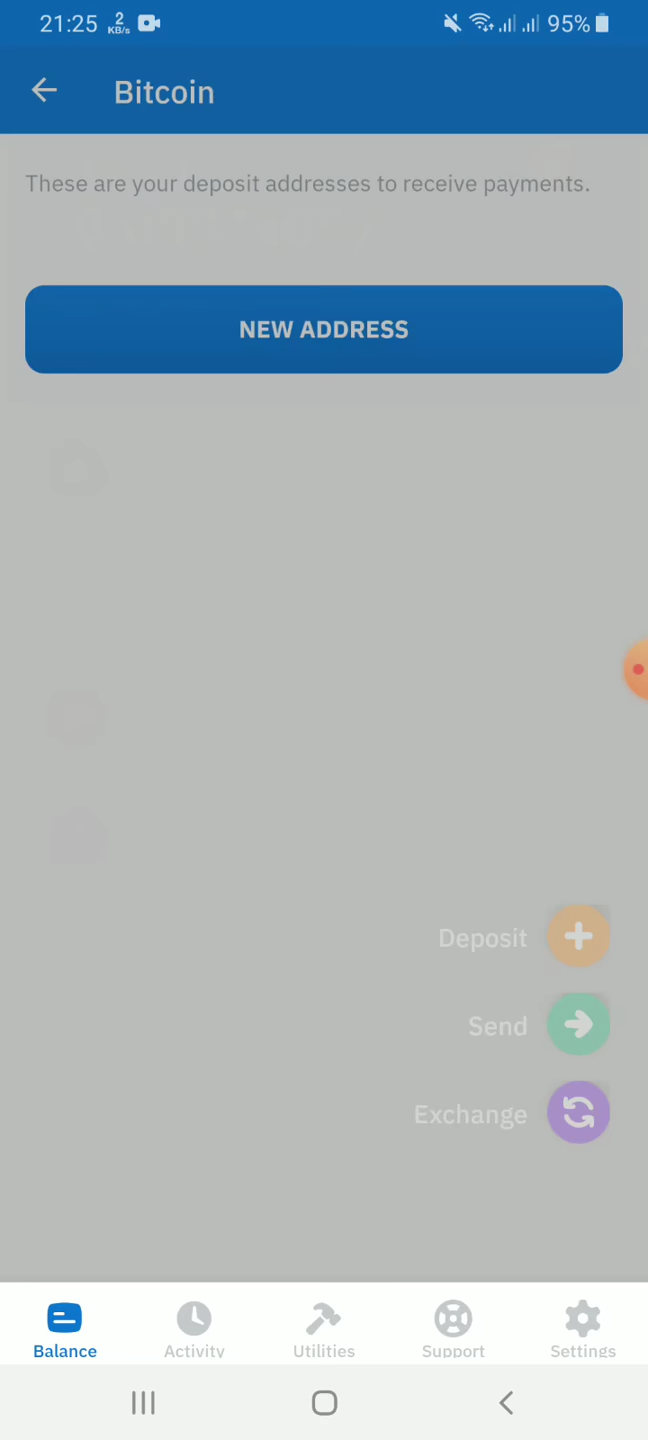 21:25 2 KB/s 95%
Bitcoin
These are your deposit addresses to receive payments.
NEW ADDRESS
Deposit
Send
Exchange
Balance Activity Utilities Support Settings